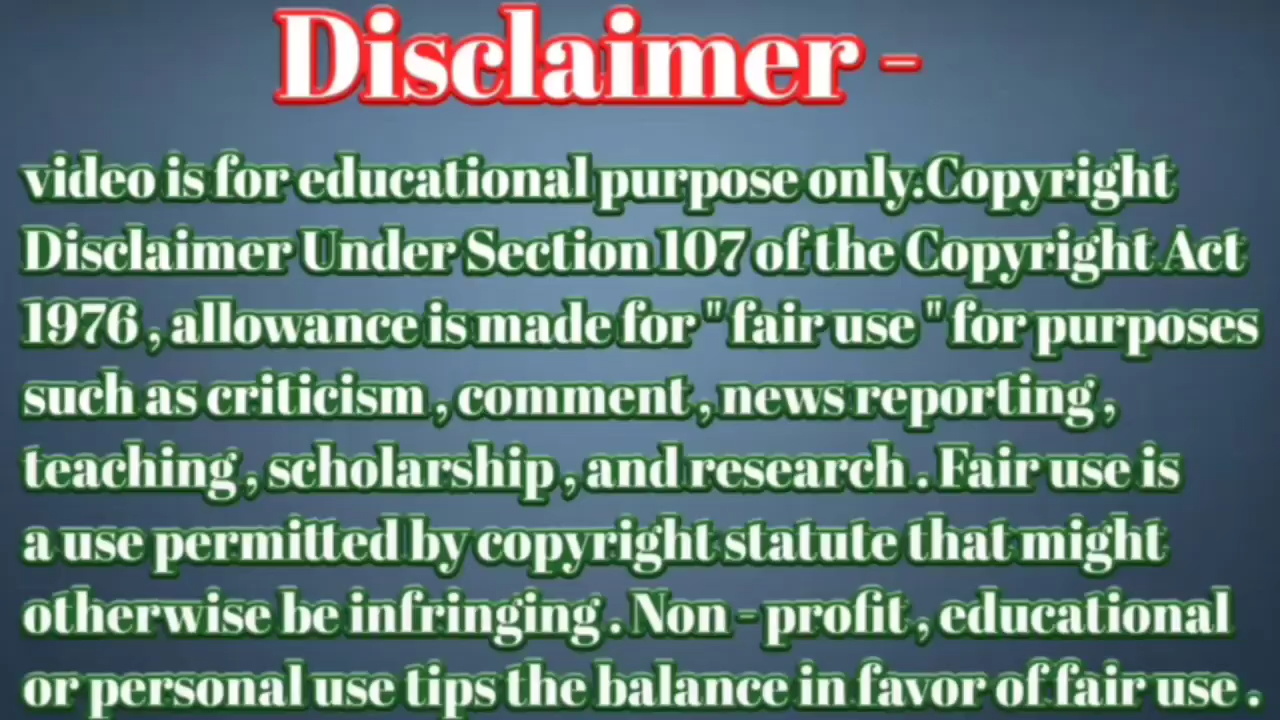 Disclaimer -
video is for educational purpose only.Copyright
Disclaimer Under Section 107 of the Copyright Act
1976 , allowance is made for " fair use " for purposes
such as criticism , comment , news reporting ,
teaching , scholarship , and research . Fair use is
a use permitted by copyright statute that might
otherwise be infringing . Non - profit , educational
or personal use tips the balance in favor of fair use .